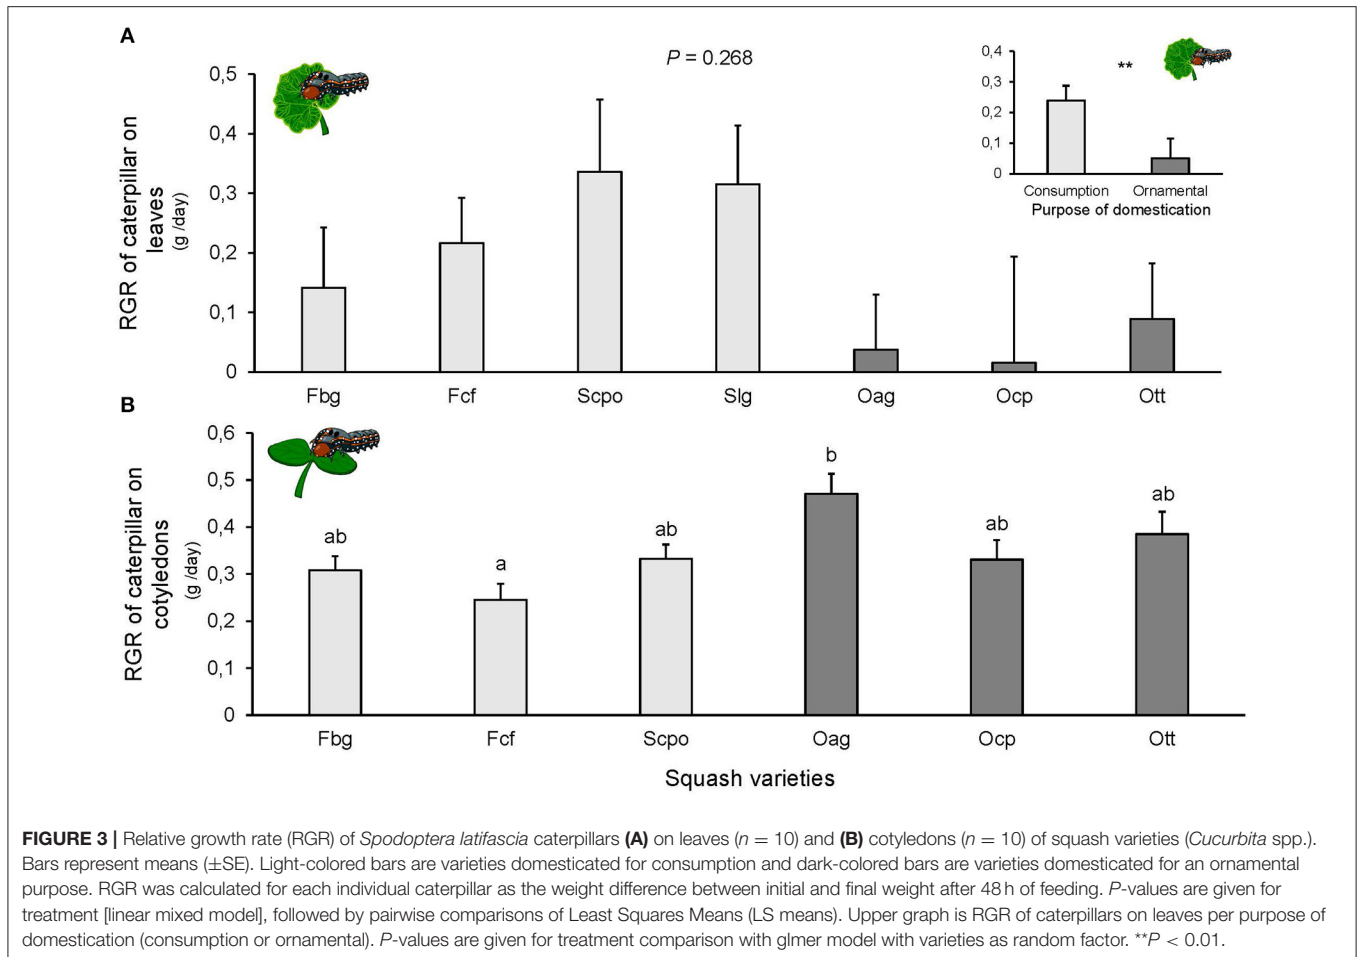 A
P = 0.268
RGR of caterpillar on
leaves
(g /day)
0,5
0,4
0,3
0,2
0,1
0
Fbg Fcf Scpo Slg Oag Ocp Ott
0,4
0,3
0,2
0,1
0
**
Consumption Ornamental
Purpose of domestication
B
RGR of caterpillar on
cotyledons
(g /day)
0,6
0,5
0,4
0,3
0,2
0,1
0
ab a ab b ab ab
Fbg Fcf Scpo Oag Ocp Ott
Squash varieties
FIGURE 3 | Relative growth rate (RGR) of Spodoptera latifascia caterpillars (A) on leaves (n = 10) and (B) cotyledons (n = 10) of squash varieties (Cucurbita spp.).
Bars represent means (±SE). Light-colored bars are varieties domesticated for consumption and dark-colored bars are varieties domesticated for an ornamental
purpose. RGR was calculated for each individual caterpillar as the weight difference between initial and final weight after 48 h of feeding. P-values are given for
treatment [linear mixed model], followed by pairwise comparisons of Least Squares Means (LS means). Upper graph is RGR of caterpillars on leaves per purpose of
domestication (consumption or ornamental). P-values are given for treatment comparison with glmer model with varieties as random factor. **P < 0.01.